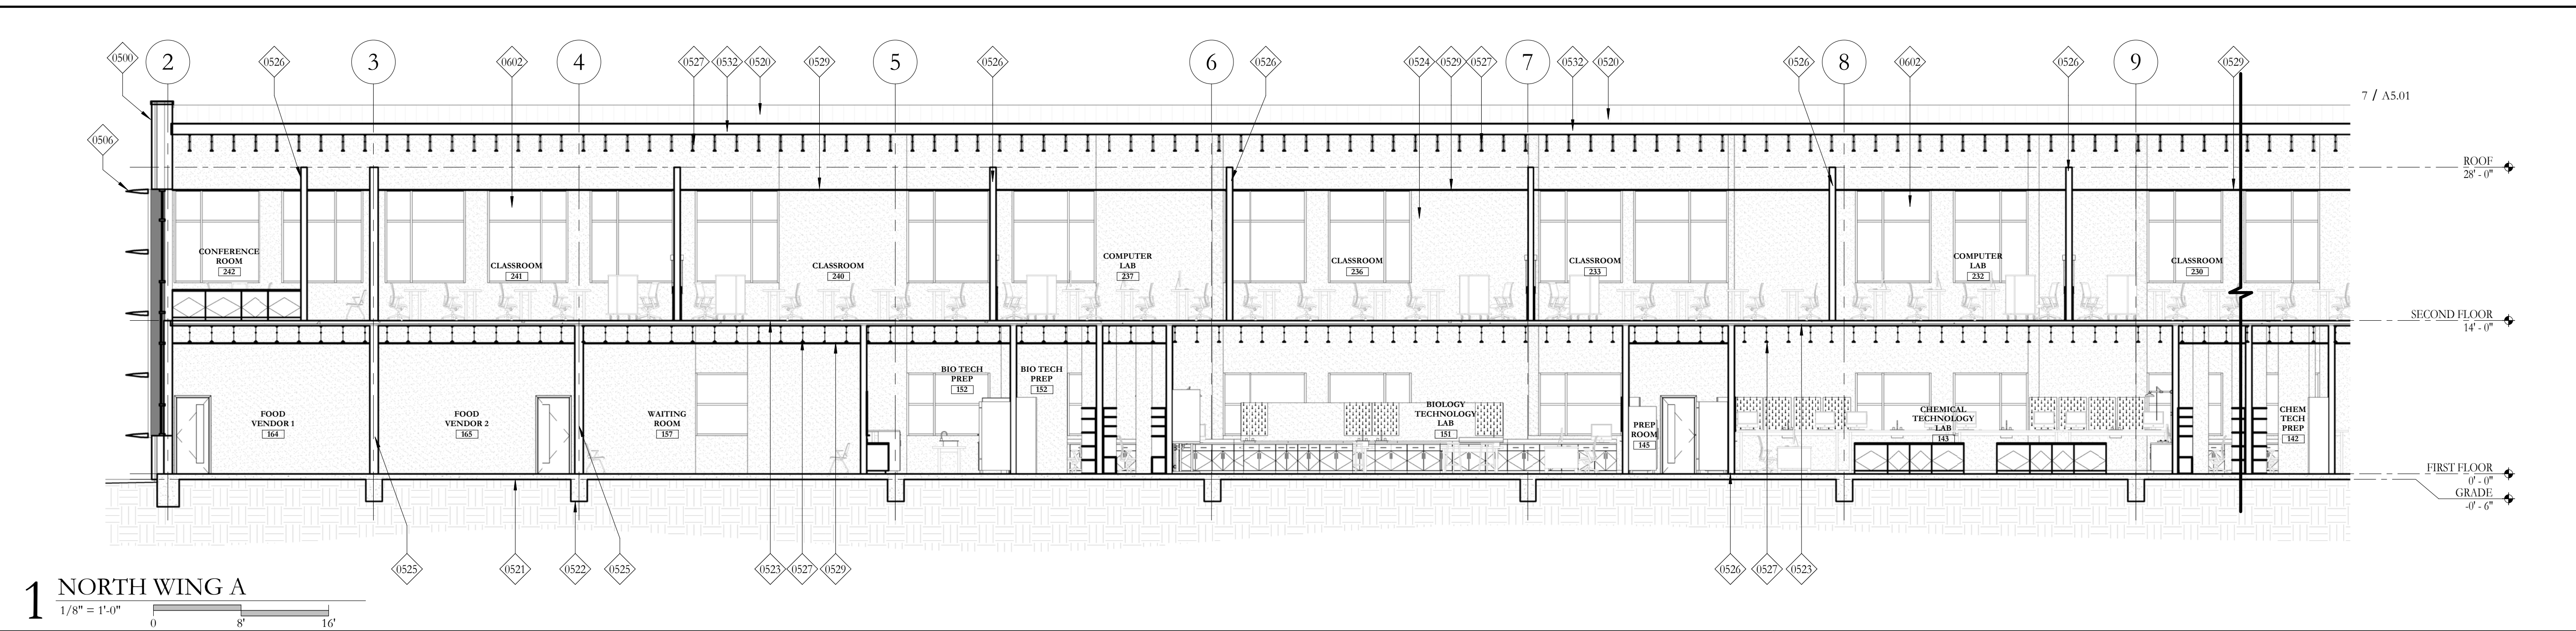 0500
2
0526
3
0602
4
0527
0532
0520
0529
5
0526
6
0526
0524
0529
0527
7
0532
0520
0526
8
0602
0526
9
0529
7 / A5.01
0506
ROOF
28' - 0"
CONFERENCE
ROOM
242
CLASSROOM
241
CLASSROOM
240
COMPUTER
LAB
237
CLASSROOM
236
CLASSROOM
233
COMPUTER
LAB
232
CLASSROOM
230
SECOND FLOOR
14' - 0"
FOOD
VENDOR 1
164
FOOD
VENDOR 2
165
WAITING
ROOM
157
BIO TECH
PREP
152
BIO TECH
PREP
152
BIOLOGY
TECHNOLOGY
LAB
151
PREP
ROOM
145
CHEMICAL
TECHNOLOGY
LAB
143
CHEM
TECH
PREP
142
FIRST FLOOR
0' - 0"
GRADE
-0' - 6"
0525
0521
0522
0525
0523
0527
0529
0526
0527
0523
1
NORTH WING A
1/8" = 1'-0"
0
8'
16'